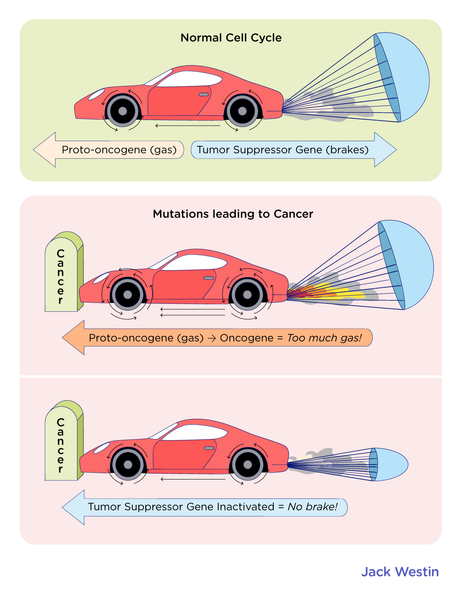 Normal Cell Cycle
Proto-oncogene (gas)
Tumor Suppressor Gene (brakes)
Mutations leading to Cancer
Cancer
Proto-oncogene (gas) → Oncogene = Too much gas!
Cancer
Tumor Suppressor Gene Inactivated = No brake!
Jack Westin